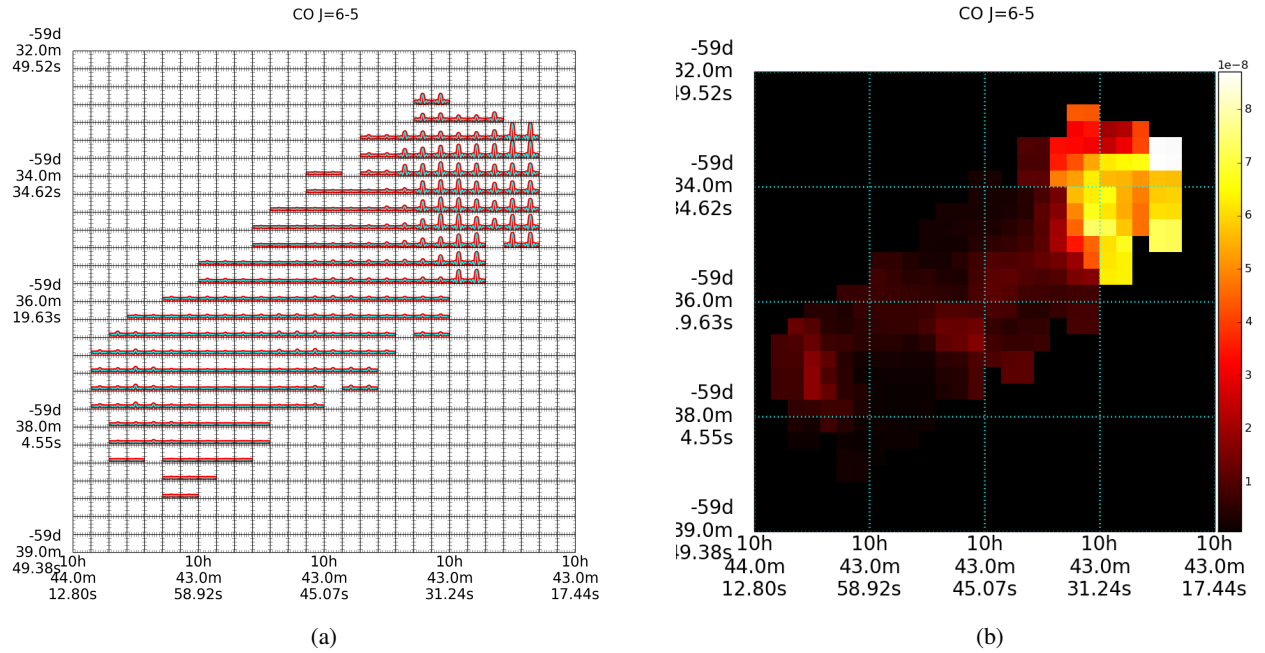 CO J=6-5
-59d
32.0m
49.52s
-59d
34.0m
34.62s
-59d
36.0m
19.63s
-59d
38.0m
4.55s
-59d
39.0m
49.38s
10h
44.0m
12.80s
10h
43.0m
58.92s
10h
43.0m
45.07s
10h
43.0m
31.24s
10h
43.0m
17.44s
(a)
CO J=6-5
-59d
32.0m
49.52s
-59d
34.0m
34.62s
-59d
36.0m
19.63s
-59d
38.0m
4.55s
-59d
39.0m
49.38s
10h
44.0m
12.80s
10h
43.0m
58.92s
10h
43.0m
45.07s
10h
43.0m
31.24s
10h
43.0m
17.44s
1e−8
8
7
6
5
4
3
2
1
(b)